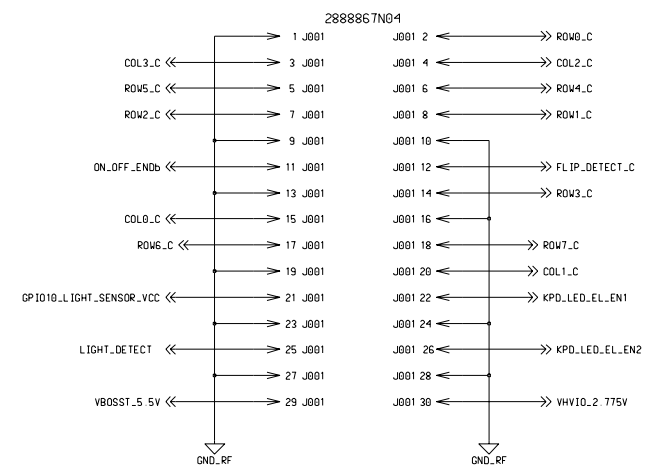 2888867N04
1 J001 J001 2 ROW0_C
COL3_C 3 J001 J001 4 COL2_C
ROW5_C 5 J001 J001 6 ROW4_C
ROW2_C 7 J001 J001 8 ROW1_C
9 J001 J001 10
ON_OFF_ENDb 11 J001 J001 12 FLIP_DETECT_C
13 J001 J001 14 ROW3_C
COL0_C 15 J001 J001 16
ROW6_C 17 J001 J001 18 ROW7_C
19 J001 J001 20 COL1_C
GPIO10_LIGHT_SENSOR_VCC 21 J001 J001 22 KPD_LED_EL_EN1
23 J001 J001 24
LIGHT_DETECT 25 J001 J001 26 KPD_LED_EL_EN2
27 J001 J001 28
VBOSST_5.5V 29 J001 J001 30 VHVIO_2.775V
GND_RF GND_RF